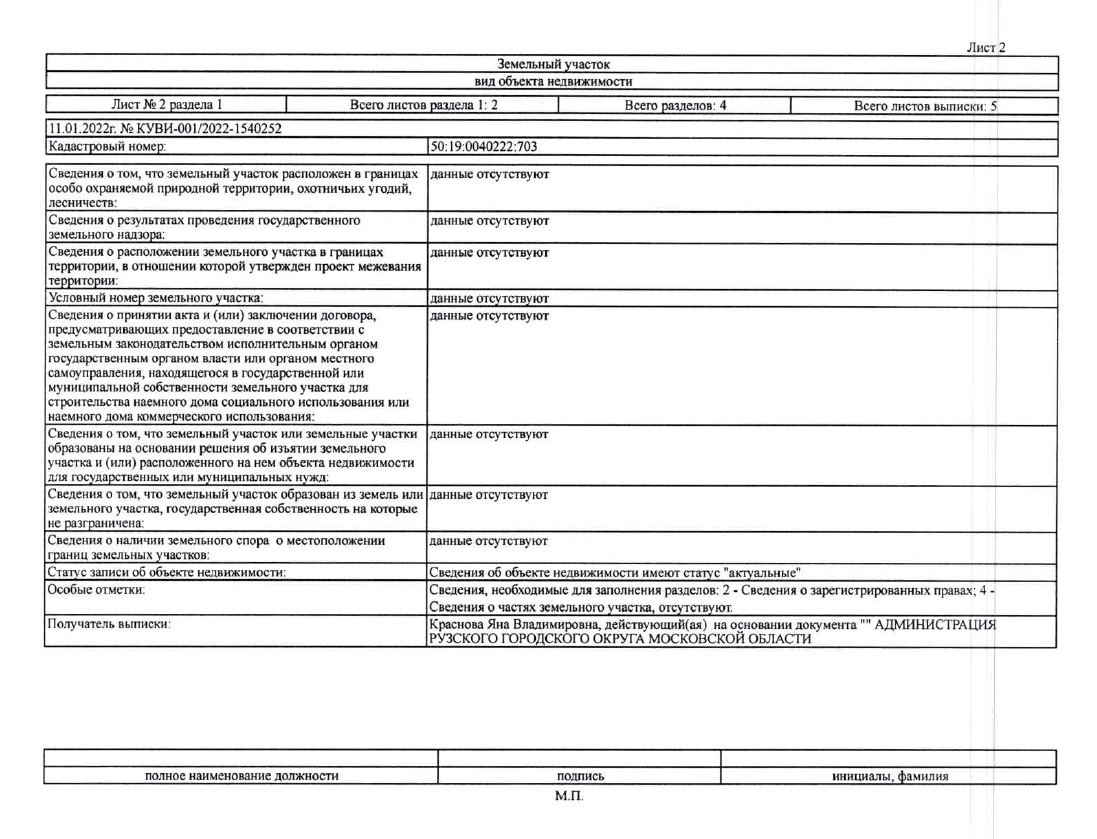 Лист 2
Земельный участок
вид объекта недвижимости
Лист № 2 раздела 1 Всего листов раздела 1: 2 Всего разделов: 4 Всего листов выписки: 5
11.01.2022г. № КУВИ-001/2022-1540252
Кадастровый номер: 50:19:0040222:703
Сведения о том, что земельный участок расположен в границах данные отсутствуют
особо охраняемой природной территории, охотничьих угодий,
лесничеств:
Сведения о результатах проведения государственного данные отсутствуют
земельного надзора:
Сведения о расположении земельного участка в границах данные отсутствуют
территории, в отношении которой утвержден проект межевания
территории:
Условный номер земельного участка: данные отсутствуют
Сведения о принятии акта и (или) заключении договора, данные отсутствуют
предусматривающих предоставление в соответствии с
земельным законодательством исполнительным органом
государственным органом власти или органом местного
самоуправления, находящегося в государственной или
муниципальной собственности земельного участка для
строительства наемного дома социального использования или
наемного дома коммерческого использования:
Сведения о том, что земельный участок или земельные участки данные отсутствуют
образованы на основании решения об изъятии земельного
участка и (или) расположенного на нем объекта недвижимости
для государственных или муниципальных нужд:
Сведения о том, что земельный участок образован из земель или данные отсутствуют
земельного участка, государственная собственность на которые
не разграничена:
Сведения о наличии земельного спора о местоположении данные отсутствуют
границ земельных участков:
Статус записи об объекте недвижимости: Сведения об объекте недвижимости имеют статус "актуальные"
Особые отметки: Сведения, необходимые для заполнения разделов: 2 - Сведения о зарегистрированных правах; 4 -
Сведения о частях земельного участка, отсутствуют.
Получатель выписки: Краснова Яна Владимировна, действующий(ая) на основании документа "" АДМИНИСТРАЦИЯ
РУЗСКОГО ГОРОДСКОГО ОКРУГА МОСКОВСКОЙ ОБЛАСТИ
полное наименование должности подпись инициалы, фамилия
М.П.